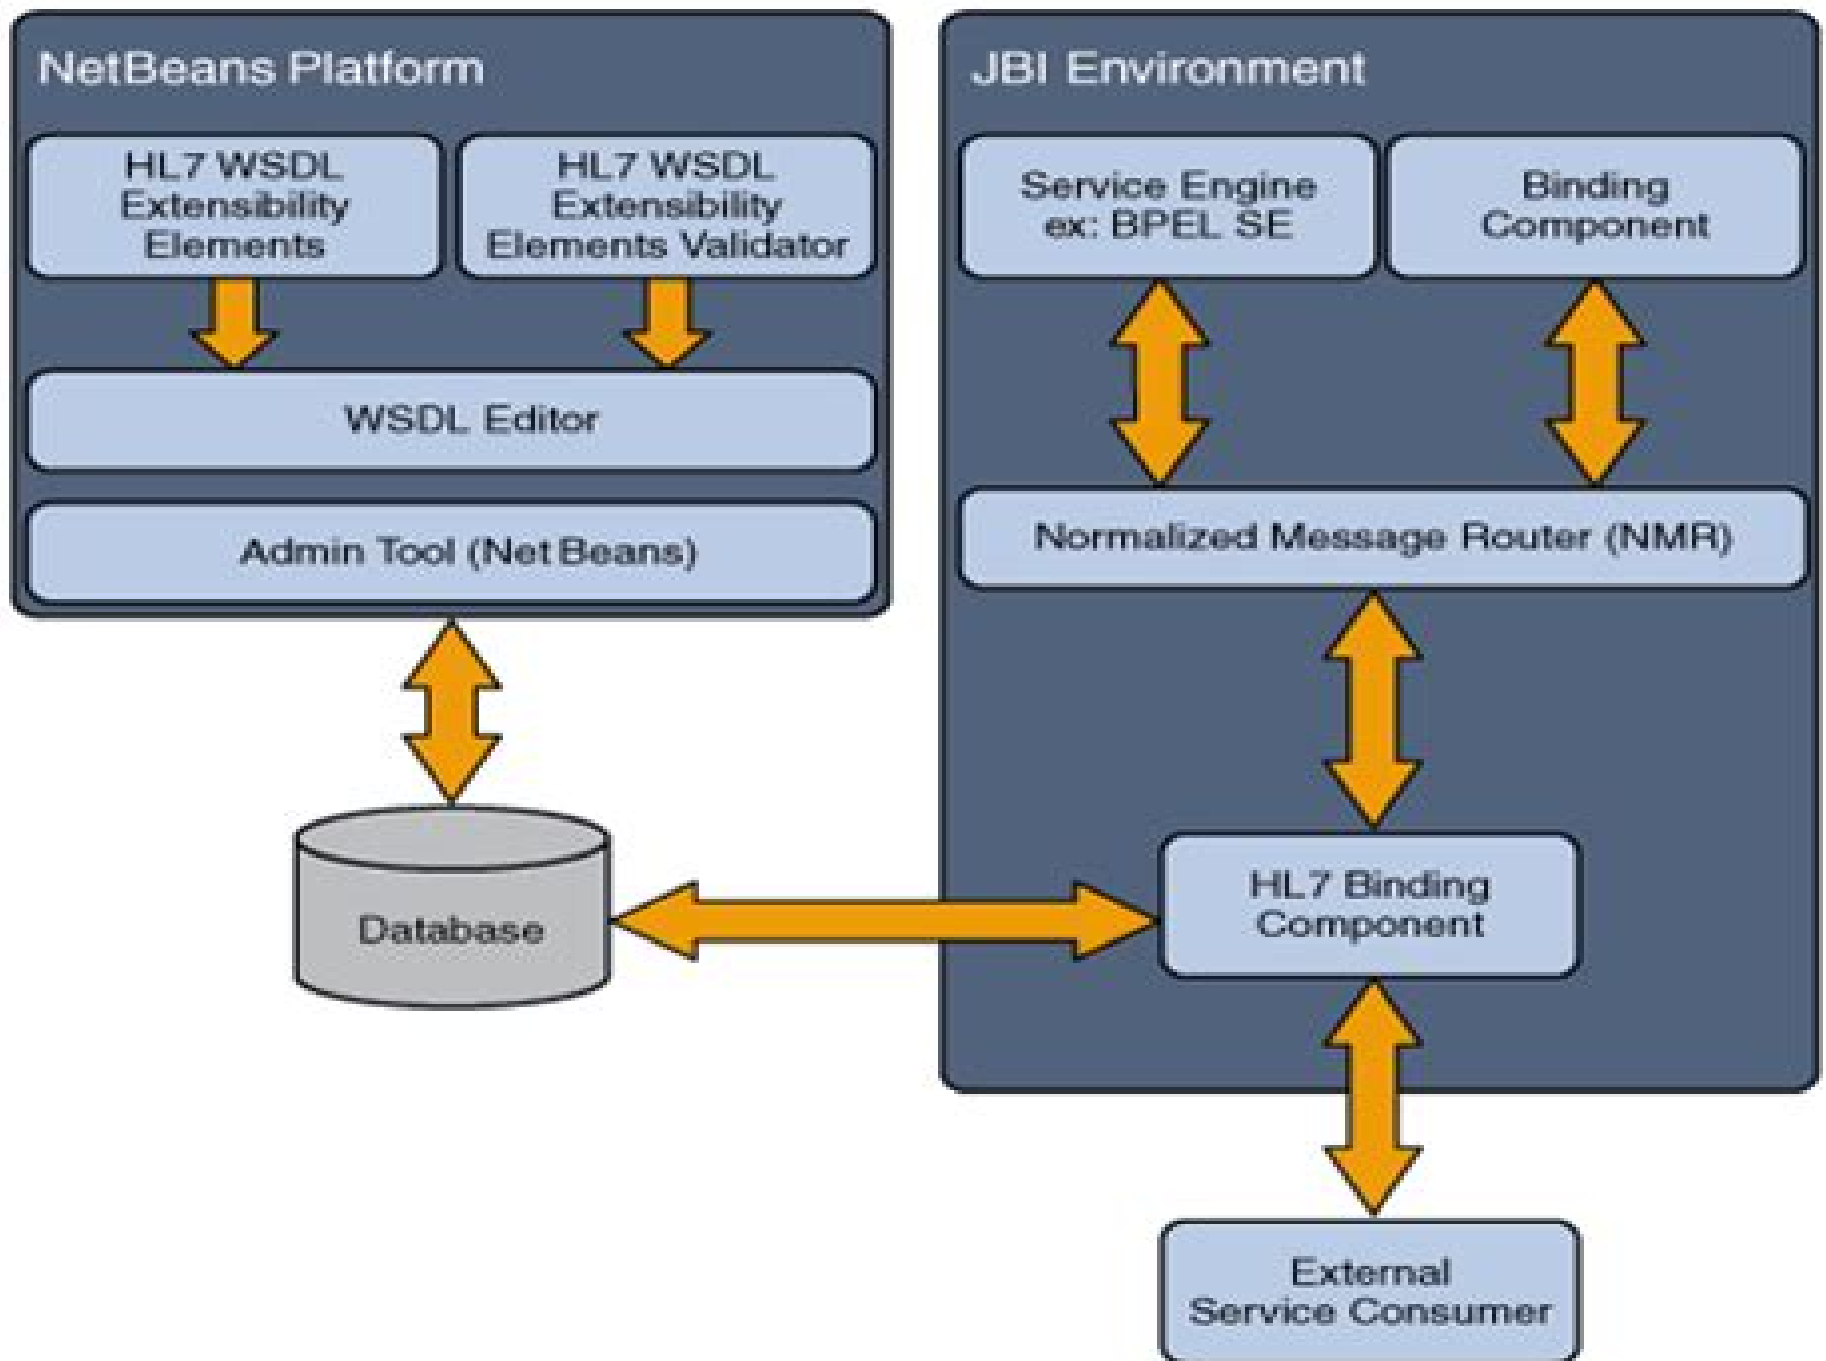 NetBeans Platform
HL7 WSDL
Extensibility
Elements
HL7 WSDL
Extensibility
Elements Validator
WSDL Editor
Admin Tool (Net Beans)
Database
JBI Environment
Service Engine
ex: BPEL SE
Binding
Component
Normalized Message Router (NMR)
HL7 Binding
Component
External
Service Consumer